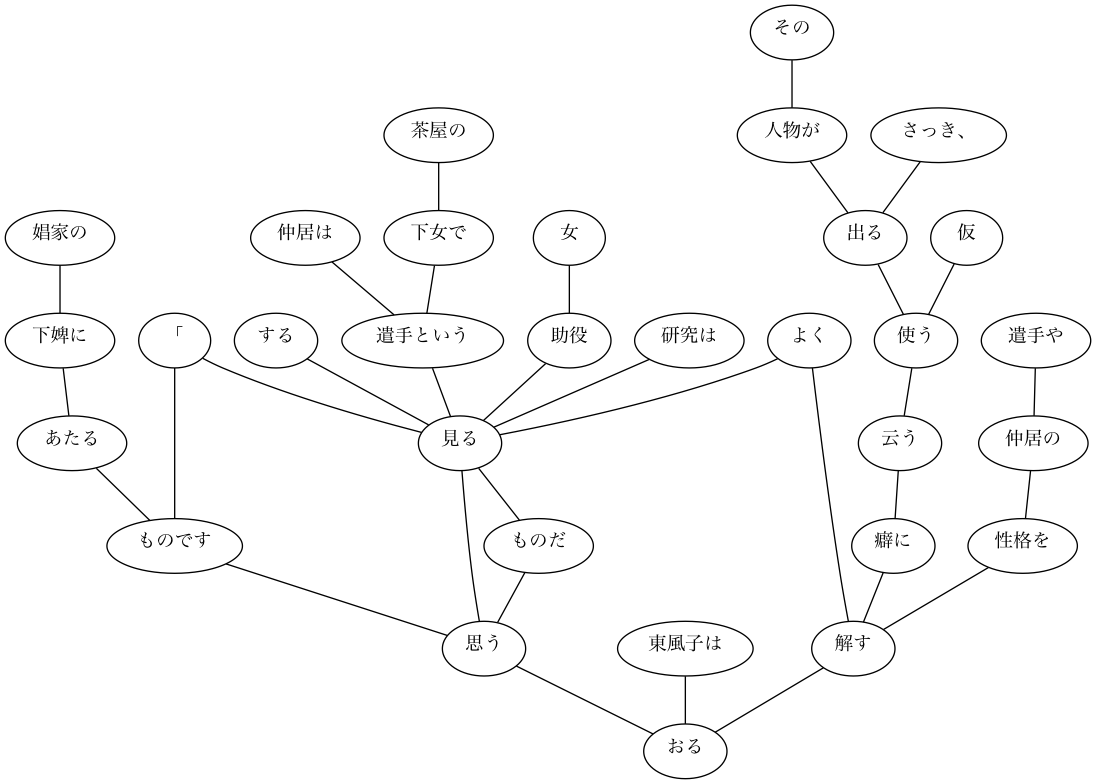 その
人物が
さっき、
茶屋の
娼家の
仲居は
下女で
女
出る
仮
下婢に
「
する
遣手という
助役
研究は
よく
使う
遣手や
あたる
見る
云う
仲居の
ものです
ものだ
癖に
性格を
思う
東風子は
解す
おる